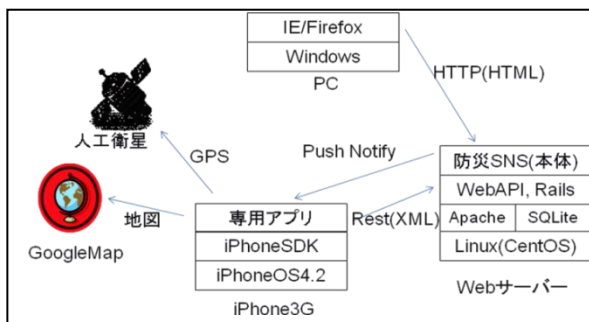 IE/Firefox
Windows
PC
HTTP(HTML)
人工衛星
GPS
Push Notify
防災SNS(本体)
WebAPI, Rails
Apache
SQLite
Linux(CentOS)
Webサーバー
地図
GoogleMap
専用アプリ
Rest(XML)
iPhoneSDK
iPhoneOS4.2
iPhone3G